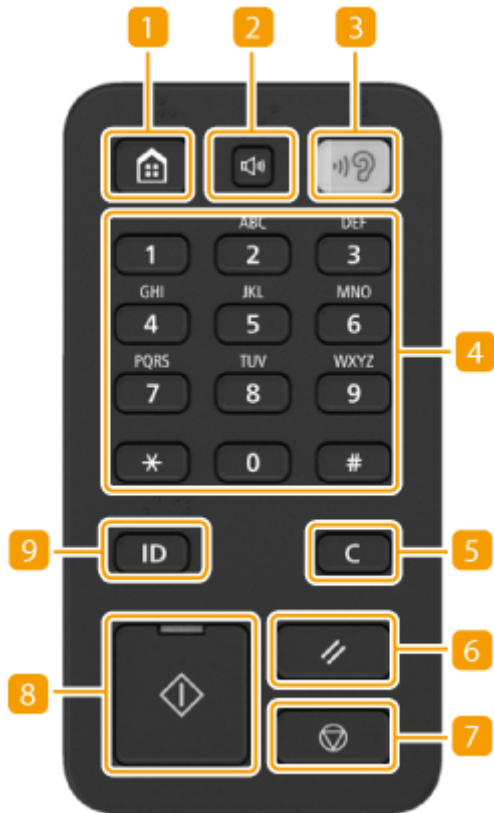 1 2 3
ABC DEF
1 2 3
GHI JKL MNO
4 5 6
4
PQRS TUV WXYZ
7 8 9
* 0 #
9 ID C 5
6
8
7